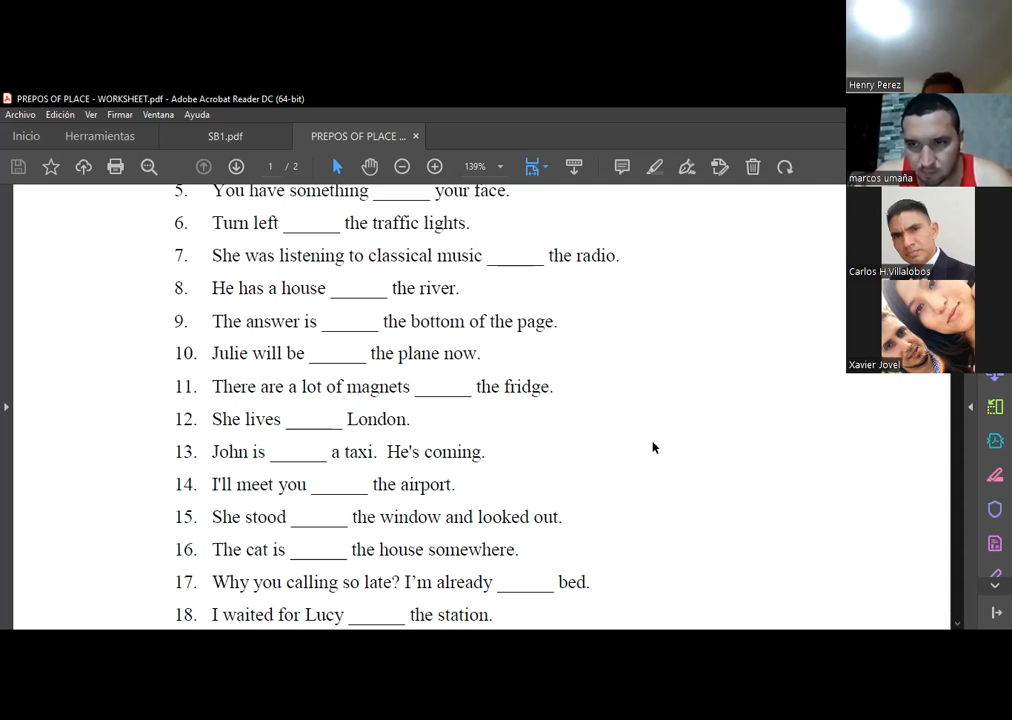 Henry Perez
PREPOS OF PLACE - WORKSHEET.pdf - Adobe Acrobat Reader DC (64-bit)
Archivo Edición Ver Firmar Ventana Ayuda
Inicio Herramientas SB1.pdf PREPOS OF PLACE ... ×
1 / 2 139%
marcos umaña
Carlos H.Villalobos
Xavier Jovel
5. You have something ______ your face.
6. Turn left ______ the traffic lights.
7. She was listening to classical music ______ the radio.
8. He has a house ______ the river.
9. The answer is ______ the bottom of the page.
10. Julie will be ______ the plane now.
11. There are a lot of magnets ______ the fridge.
12. She lives ______ London.
13. John is ______ a taxi. He's coming.
14. I'll meet you ______ the airport.
15. She stood ______ the window and looked out.
16. The cat is ______ the house somewhere.
17. Why you calling so late? I'm already ______ bed.
18. I waited for Lucy ______ the station.